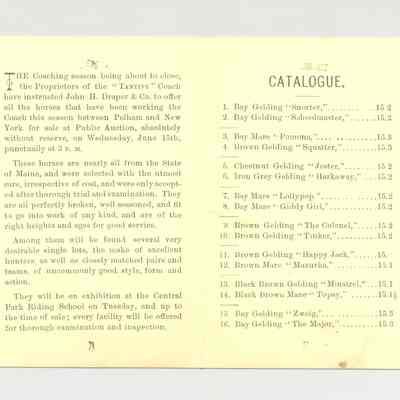 THE Coaching season being about to close,
the Proprietors of the "TANTIVY" Coach
have instructed John H. Draper & Co. to offer
all the horses that have been working the
Coach this season between Pelham and New
York for sale at Public Auction, absolutely
without reserve, on Wednesday, June 15th,
punctually at 3 P. M.
These horses are nearly all from the State
of Maine, and were selected with the utmost
care, irrespective of cost, and were only accept-
ed after thorough trial and examination. They
are all perfectly broken, well seasoned, and fit
to go into work of any kind, and are of the
right heights and ages for good service.
Among them will be found several very
desirable single lots, the make of excellent
hunters, as well as closely matched pairs and
teams, of uncommonly good style, form and
action.
They will be on exhibition at the Central
Park Riding School on Tuesday, and up to
the time of sale; every facility will be offered
for thorough examination and inspection.
CATALOGUE.
1. Bay Gelding "Snorter," 15.2
2. Bay Gelding "Schoolmaster," 15.2
3. Bay Mare "Pomona," 15.2
4. Brown Gelding "Squanter," 15.3
5. Chestnut Gelding "Jester," 15.2
6. Iron Grey Gelding "Harkaway," 15.2
7. Bay Mare "Lollypop," 15.2
8. Bay Mare "Giddy Girl," 15.2
9. Brown Gelding "The Colonel," 15.2
10. Brown Gelding "Tinker," 15.2
11. Brown Gelding "Happy Jack," 15.
12. Brown Mare "Mazurka," 15.1
13. Black Brown Gelding "Minstrel," 15.1
14. Black Brown Mare "Topsy," 15.1½
15. Bay Gelding "Zweig," 15.3
16. Bay Gelding "The Major," 15.3